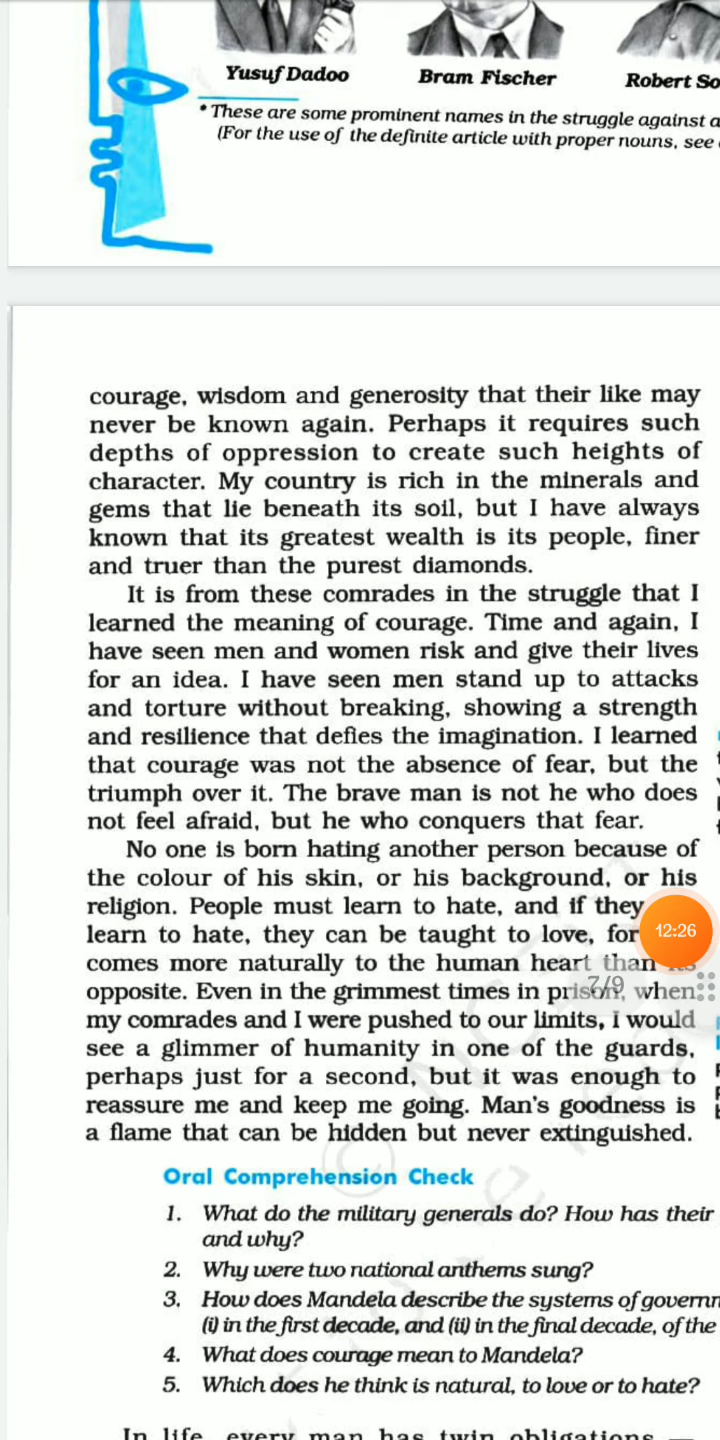 Yusuf Dadoo
Bram Fischer
Robert So
* These are some prominent names in the struggle against a
(For the use of the definite article with proper nouns, see
courage, wisdom and generosity that their like may
never be known again. Perhaps it requires such
depths of oppression to create such heights of
character. My country is rich in the minerals and
gems that lie beneath its soil, but I have always
known that its greatest wealth is its people, finer
and truer than the purest diamonds.
It is from these comrades in the struggle that I
learned the meaning of courage. Time and again, I
have seen men and women risk and give their lives
for an idea. I have seen men stand up to attacks
and torture without breaking, showing a strength
and resilience that defies the imagination. I learned
that courage was not the absence of fear, but the
triumph over it. The brave man is not he who does
not feel afraid, but he who conquers that fear.
No one is born hating another person because of
the colour of his skin, or his background, or his
religion. People must learn to hate, and if they
learn to hate, they can be taught to love, for
12:26
comes more naturally to the human heart than its
opposite. Even in the grimmest times in prison, when
7/9
my comrades and I were pushed to our limits, I would
see a glimmer of humanity in one of the guards,
perhaps just for a second, but it was enough to
reassure me and keep me going. Man's goodness is
a flame that can be hidden but never extinguished.
Oral Comprehension Check
1. What do the military generals do? How has their
and why?
2. Why were two national anthems sung?
3. How does Mandela describe the systems of governm
(i) in the first decade, and (ii) in the final decade, of the
4. What does courage mean to Mandela?
5. Which does he think is natural, to love or to hate?
In life, every man has twin obligations —